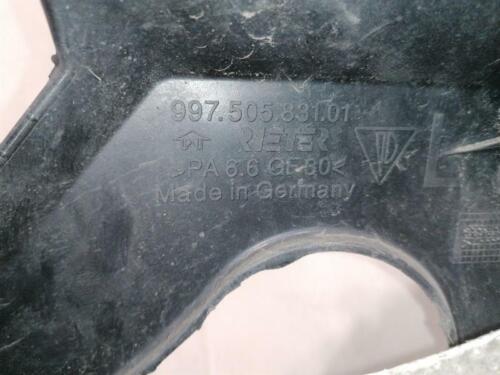 997.505.831.01
RIETER
>PA 6.6 GF30<
Made in Germany
L